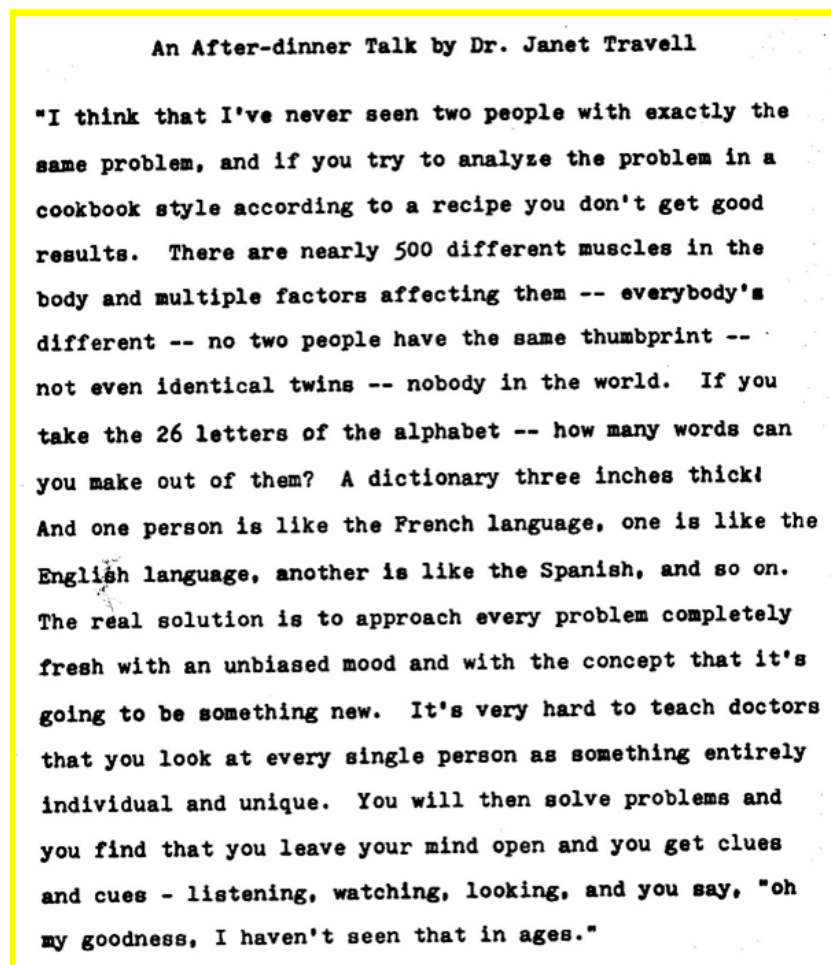 An After-dinner Talk by Dr. Janet Travell
"I think that I've never seen two people with exactly the
same problem, and if you try to analyze the problem in a
cookbook style according to a recipe you don't get good
results. There are nearly 500 different muscles in the
body and multiple factors affecting them -- everybody's
different -- no two people have the same thumbprint --
not even identical twins -- nobody in the world. If you
take the 26 letters of the alphabet -- how many words can
you make out of them? A dictionary three inches thick!
And one person is like the French language, one is like the
English language, another is like the Spanish, and so on.
The real solution is to approach every problem completely
fresh with an unbiased mood and with the concept that it's
going to be something new. It's very hard to teach doctors
that you look at every single person as something entirely
individual and unique. You will then solve problems and
you find that you leave your mind open and you get clues
and cues - listening, watching, looking, and you say, "oh
my goodness, I haven't seen that in ages."